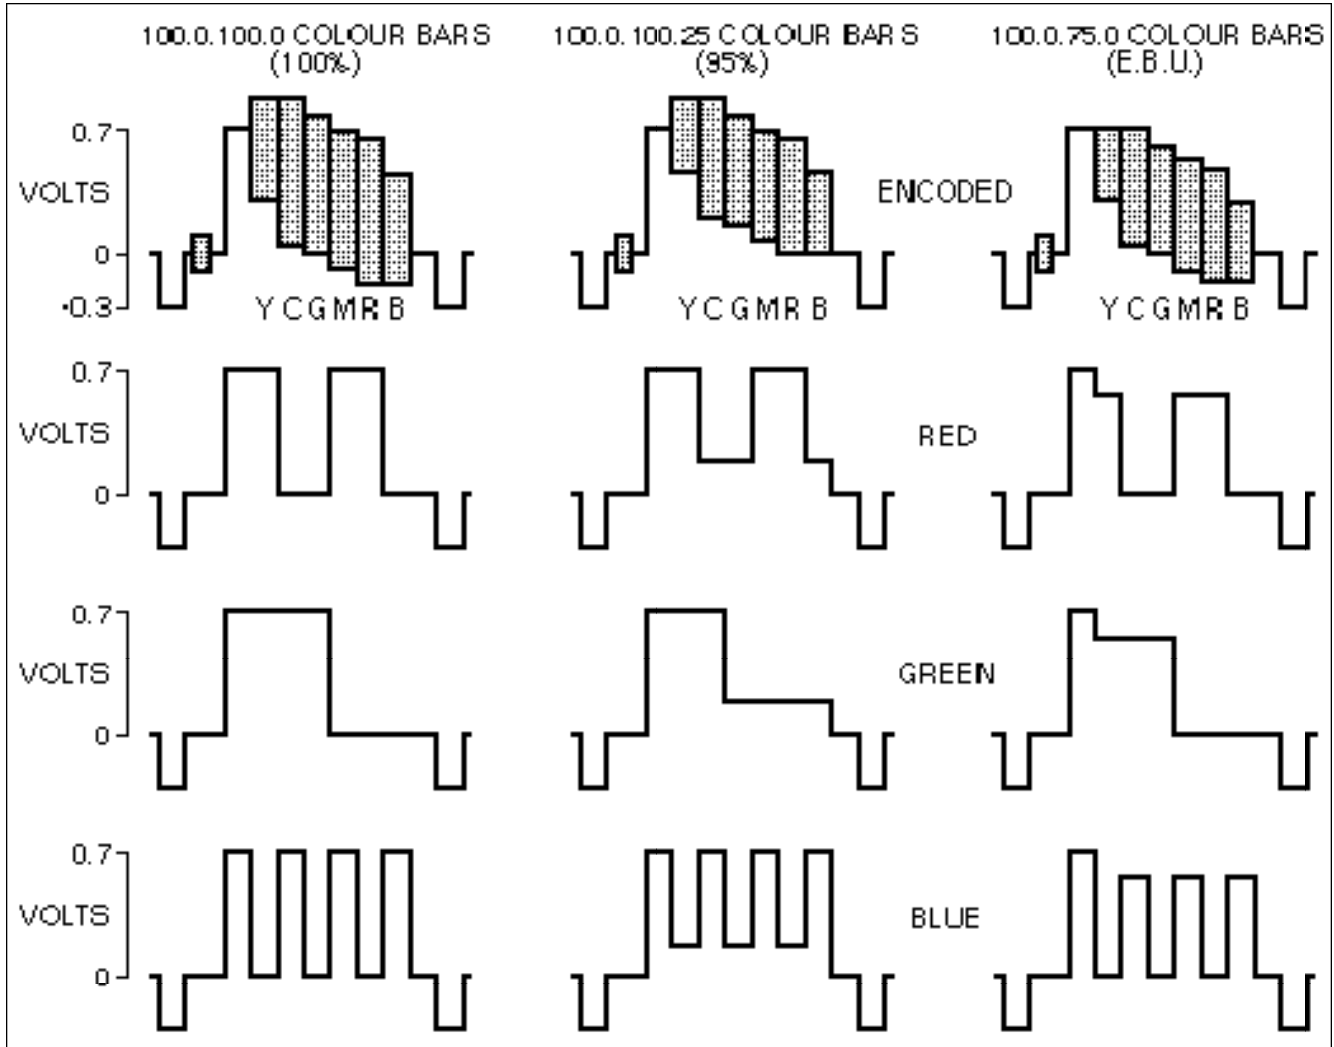 100.0.100.0 COLOUR BARS
(100%)
100.0.100.25 COLOUR BARS
(95%)
100.0.75.0 COLOUR BARS
(E.B.U.)
0.7
VOLTS
0
-0.3
ENCODED
Y C G M R B
Y C G M R B
Y C G M R B
0.7
VOLTS
0
RED
0.7
VOLTS
0
GREEN
0.7
VOLTS
0
BLUE